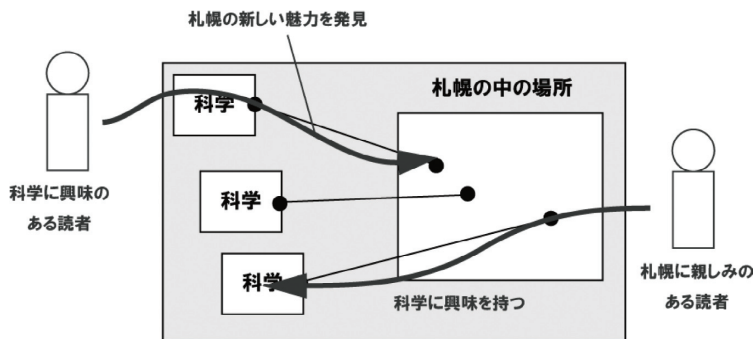 札幌の新しい魅力を発見
札幌の中の場所
科学
科学
科学
科学に興味の
ある読者
札幌に親しみの
ある読者
科学に興味を持つ